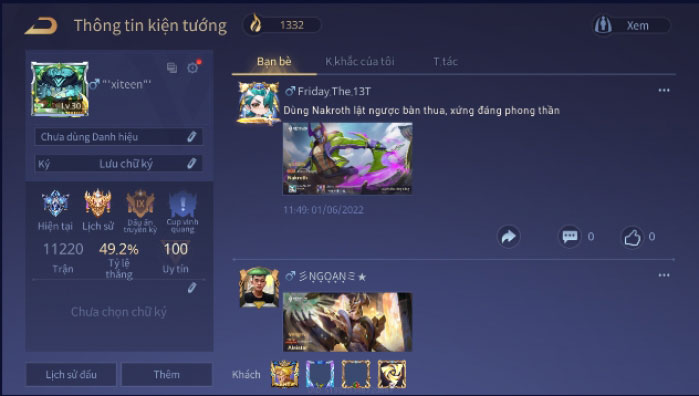 Thông tin kiện tướng
1332
Xem
""xiteen""
Lv.30
Chưa dùng Danh hiệu
Ký
Lưu chữ ký
Hiện tại
Lịch sử
Dấu ấn truyền kỳ
Cup vinh quang
11220
Trận
49.2%
Tỷ lệ thắng
100
Uy tín
Chưa chọn chữ ký
Lịch sử đấu
Thêm
Bạn bè
K.khắc của tôi
T.tác
Friday.The.13T
Dùng Nakroth lật ngược bàn thua, xứng đáng phong thần
Nakroth
11:49: 01/06/2022
0
0
彡NGOAN彡★
Khách